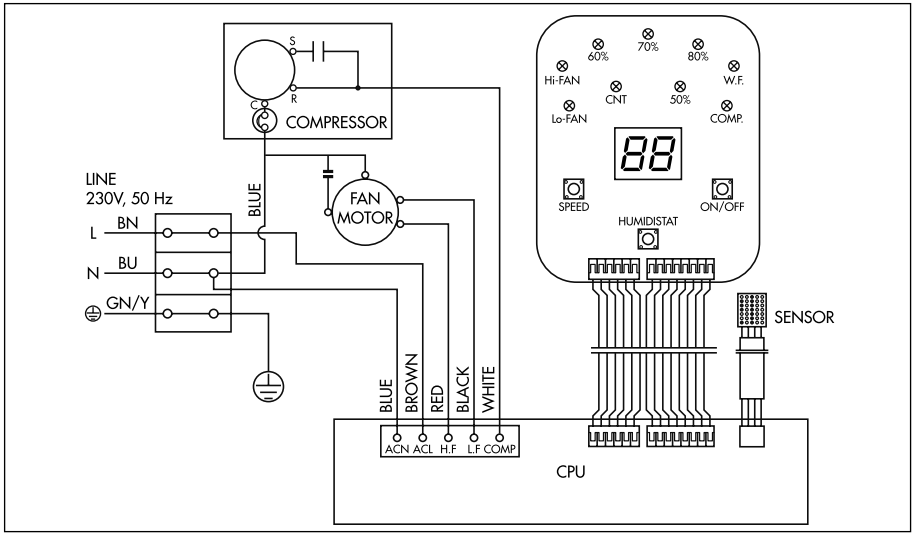 S
R
C
COMPRESSOR
60%
70%
80%
Hi-FAN
W.F.
CNT
50%
Lo-FAN
COMP.
88
SPEED
ON/OFF
HUMIDISTAT
LINE
230V, 50 Hz
BLUE
FAN
MOTOR
L
BN
N
BU
GN/Y
SENSOR
BLUE
BROWN
RED
BLACK
WHITE
ACN ACL H.F L.F COMP
CPU